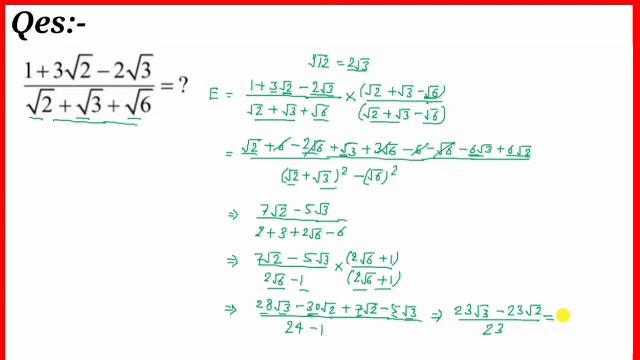 Qes:-
(1 + 3√2 − 2√3)/(√2 + √3 + √6) = ?
√12 = 2√3
E = (1 + 3√2 − 2√3)/(√2 + √3 + √6) × (√2 + √3 − √6)/(√2 + √3 − √6)
= (√2 + 6 − 2√6 + √3 + 3√6 − 6 − √6 − 6√3 + 6√2)/((√2 + √3)² − (√6)²)
⇒ (7√2 − 5√3)/(2 + 3 + 2√6 − 6)
⇒ (7√2 − 5√3)/(2√6 − 1) × (2√6 + 1)/(2√6 + 1)
⇒ (28√3 − 30√2 + 7√2 − 5√3)/(24 − 1) ⇒ (23√3 − 23√2)/23 =